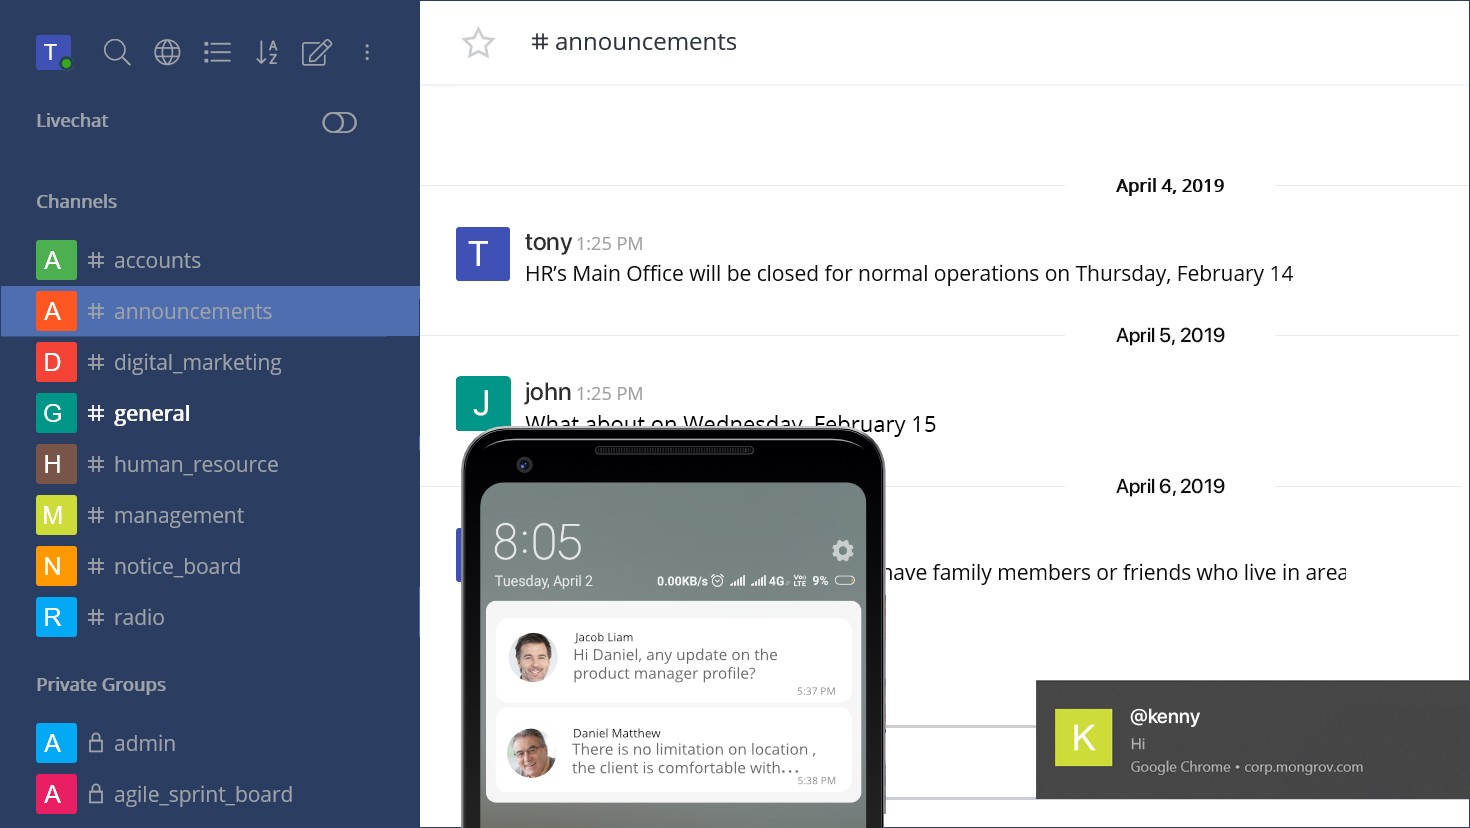 T
Livechat
Channels
A # accounts
A # announcements
D # digital_marketing
G # general
H # human_resource
M # management
N # notice_board
R # radio
Private Groups
A admin
A agile_sprint_board
# announcements
April 4, 2019
T
tony 1:25 PM
HR's Main Office will be closed for normal operations on Thursday, February 14
April 5, 2019
J
john 1:25 PM
What about on Wednesday, February 15
April 6, 2019
have family members or friends who live in area
8:05
Tuesday, April 2
0.00KB/s 4G Vo) LTE 9%
Jacob Liam
Hi Daniel, any update on the
product manager profile?
5:37 PM
Daniel Matthew
There is no limitation on location ,
the client is comfortable with...
5:38 PM
K
@kenny
Hi
Google Chrome • corp.mongrov.com